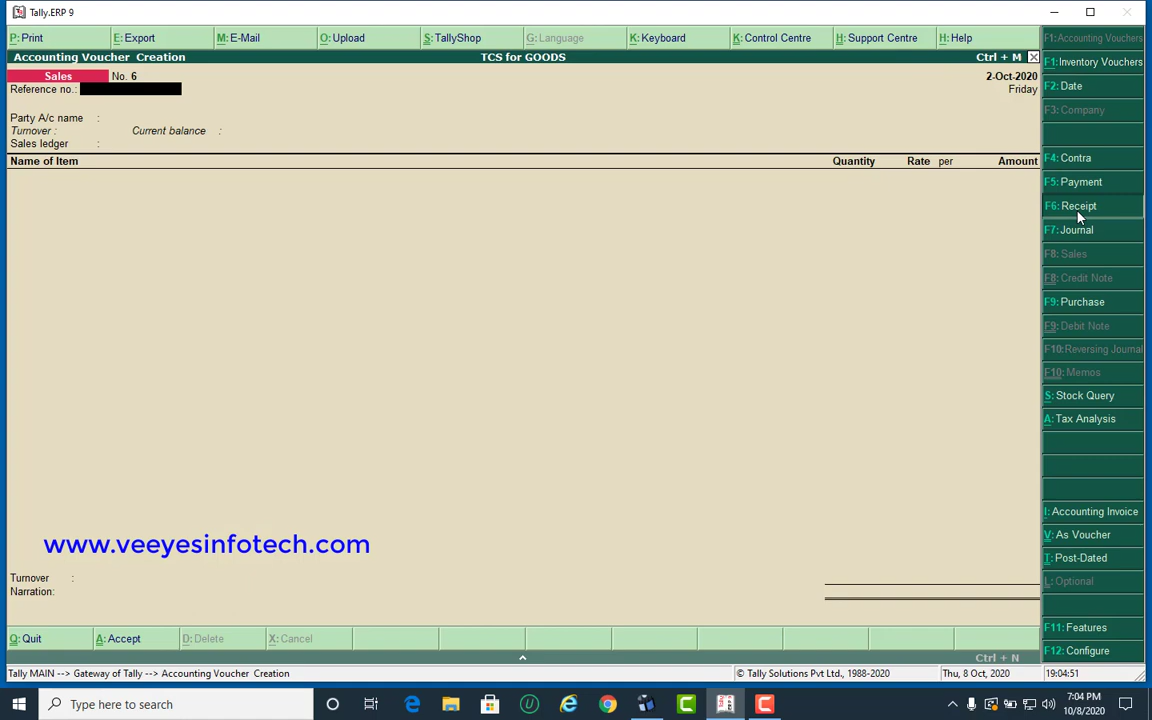 Tally.ERP 9
P: Print E: Export M: E-Mail O: Upload S: TallyShop G: Language K: Keyboard K: Control Centre H: Support Centre H: Help
Accounting Voucher Creation TCS for GOODS Ctrl + M
Sales No. 6 2-Oct-2020
Reference no.: Friday
Party A/c name :
Turnover : Current balance :
Sales ledger :
Name of Item Quantity Rate per Amount
F1: Accounting Vouchers
F1: Inventory Vouchers
F2: Date
F3: Company
F4: Contra
F5: Payment
F6: Receipt
F7: Journal
F8: Sales
F8: Credit Note
F9: Purchase
F9: Debit Note
F10: Reversing Journal
F10: Memos
S: Stock Query
A: Tax Analysis
I: Accounting Invoice
V: As Voucher
T: Post-Dated
L: Optional
F11: Features
F12: Configure
www.veeyesinfotech.com
Turnover :
Narration:
Q: Quit A: Accept D: Delete X: Cancel
Ctrl + N
Tally MAIN --> Gateway of Tally --> Accounting Voucher Creation © Tally Solutions Pvt Ltd., 1988-2020 Thu, 8 Oct, 2020 19:04:51
Type here to search
7:04 PM
10/8/2020